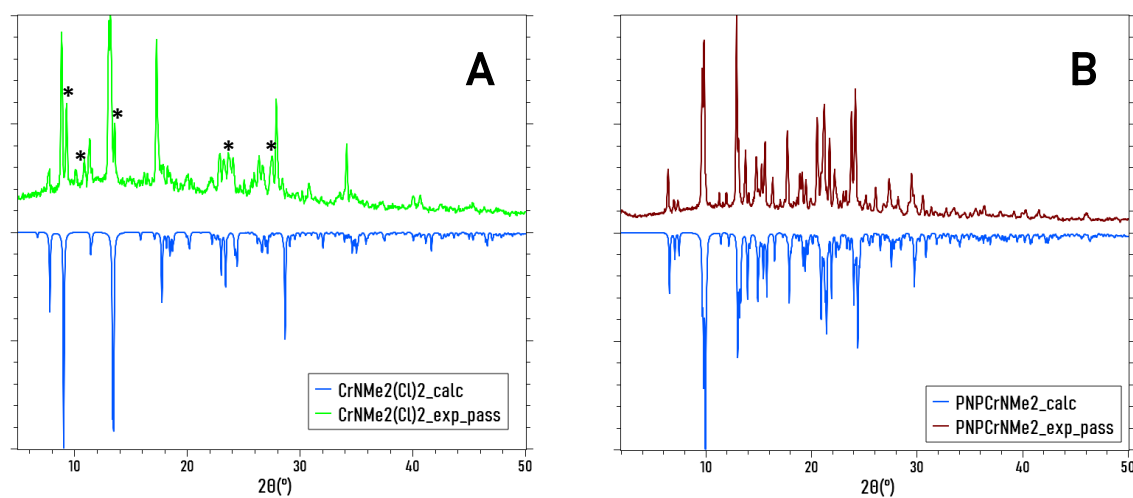 A
* * * * *
CrNMe2(Cl)2_calc
CrNMe2(Cl)2_exp_pass
10 20 30 40 50
2θ(°)
B
PNPCrNMe2_calc
PNPCrNMe2_exp_pass
10 20 30 40 50
2θ(°)